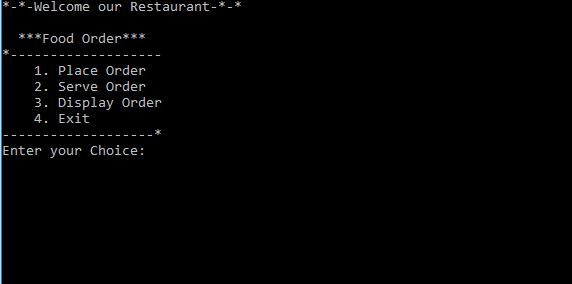 *-*-Welcome our Restaurant-*-*
***Food Order***
*-------------------
1. Place Order
2. Serve Order
3. Display Order
4. Exit
-------------------*
Enter your Choice: